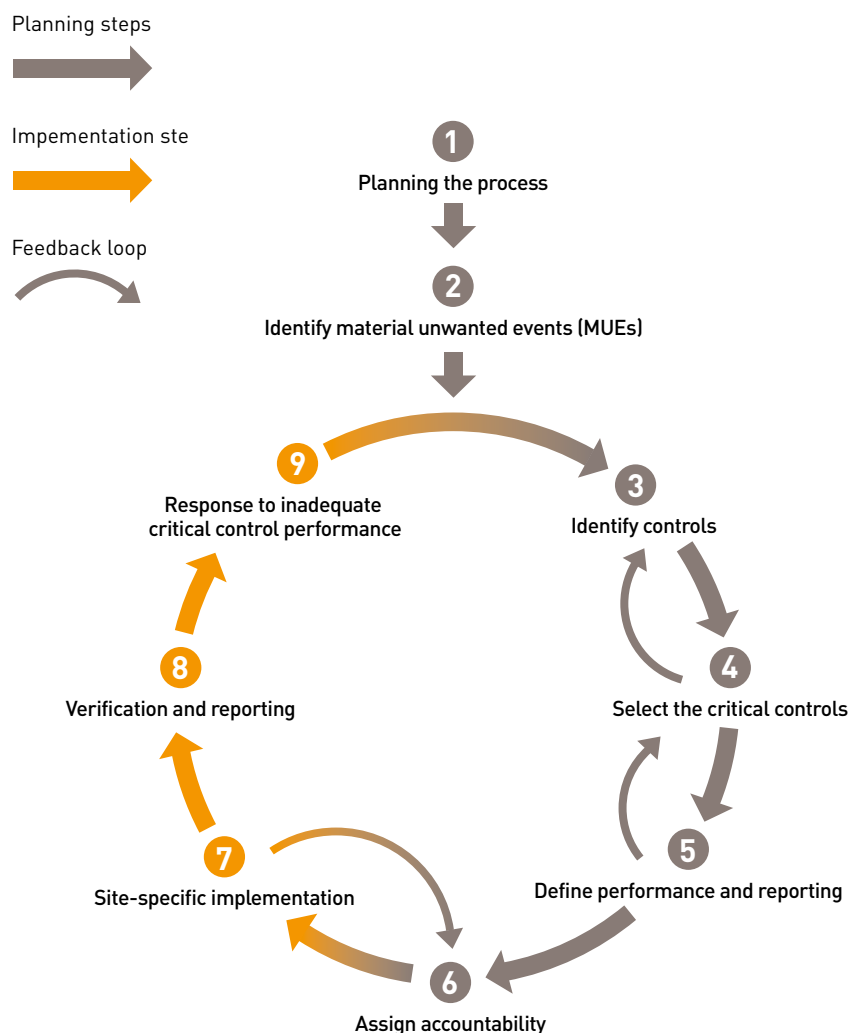 Planning steps
Impementation ste
Feedback loop
1
Planning the process
2
Identify material unwanted events (MUEs)
9
Response to inadequate
critical control performance
3
Identify controls
8
Verification and reporting
4
Select the critical controls
7
Site-specific implementation
5
Define performance and reporting
6
Assign accountability